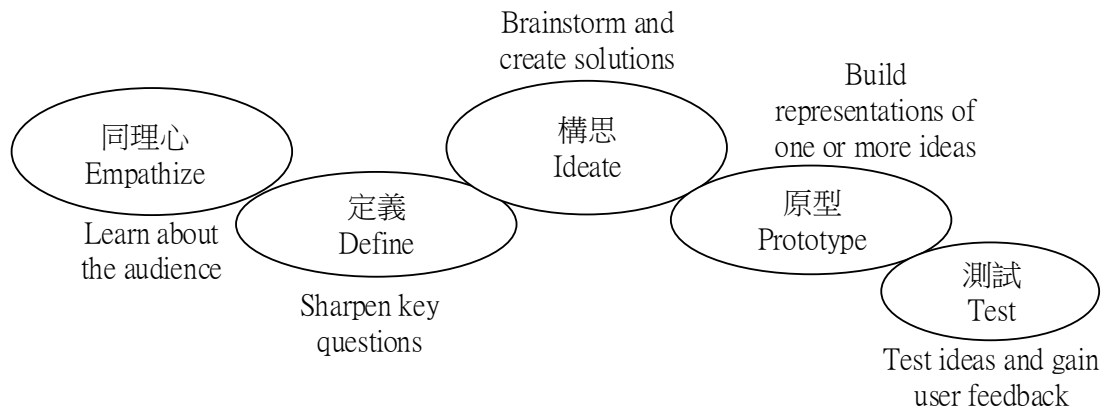 同理心
Empathize
Learn about
the audience
定義
Define
Sharpen key
questions
Brainstorm and
create solutions
構思
Ideate
Build
representations of
one or more ideas
原型
Prototype
測試
Test
Test ideas and gain
user feedback